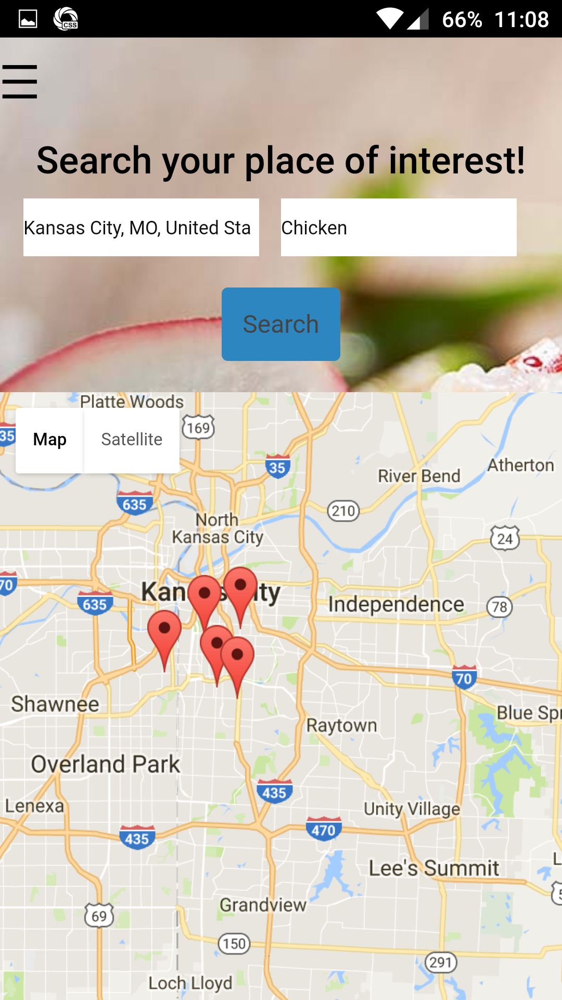 CSS 66% 11:08
Search your place of interest!
Kansas City, MO, United Sta Chicken
Search
Platte Woods
Map Satellite
169
35
35
Atherton
River Bend
635
210
North
Kansas City
24
70
635
Independence
78
70
Shawnee
Blue Spr
Raytown
Overland Park
435
Lenexa
Unity Village
470
435
Lee's Summit
L
5
Grandview
69
150
291
Loch Lloyd